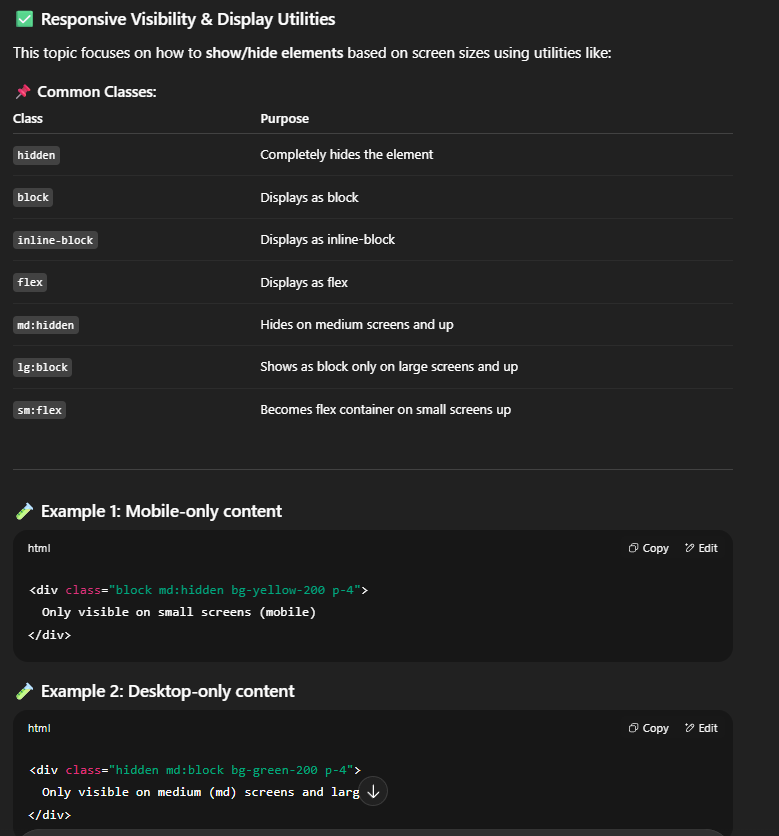 ✅ Responsive Visibility & Display Utilities
This topic focuses on how to show/hide elements based on screen sizes using utilities like:
📌 Common Classes:
Class Purpose
hidden Completely hides the element
block Displays as block
inline-block Displays as inline-block
flex Displays as flex
md:hidden Hides on medium screens and up
lg:block Shows as block only on large screens and up
sm:flex Becomes flex container on small screens up
🧪 Example 1: Mobile-only content
html Copy Edit
<div class="block md:hidden bg-yellow-200 p-4">
  Only visible on small screens (mobile)
</div>
🧪 Example 2: Desktop-only content
html Copy Edit
<div class="hidden md:block bg-green-200 p-4">
  Only visible on medium (md) screens and larg
</div>